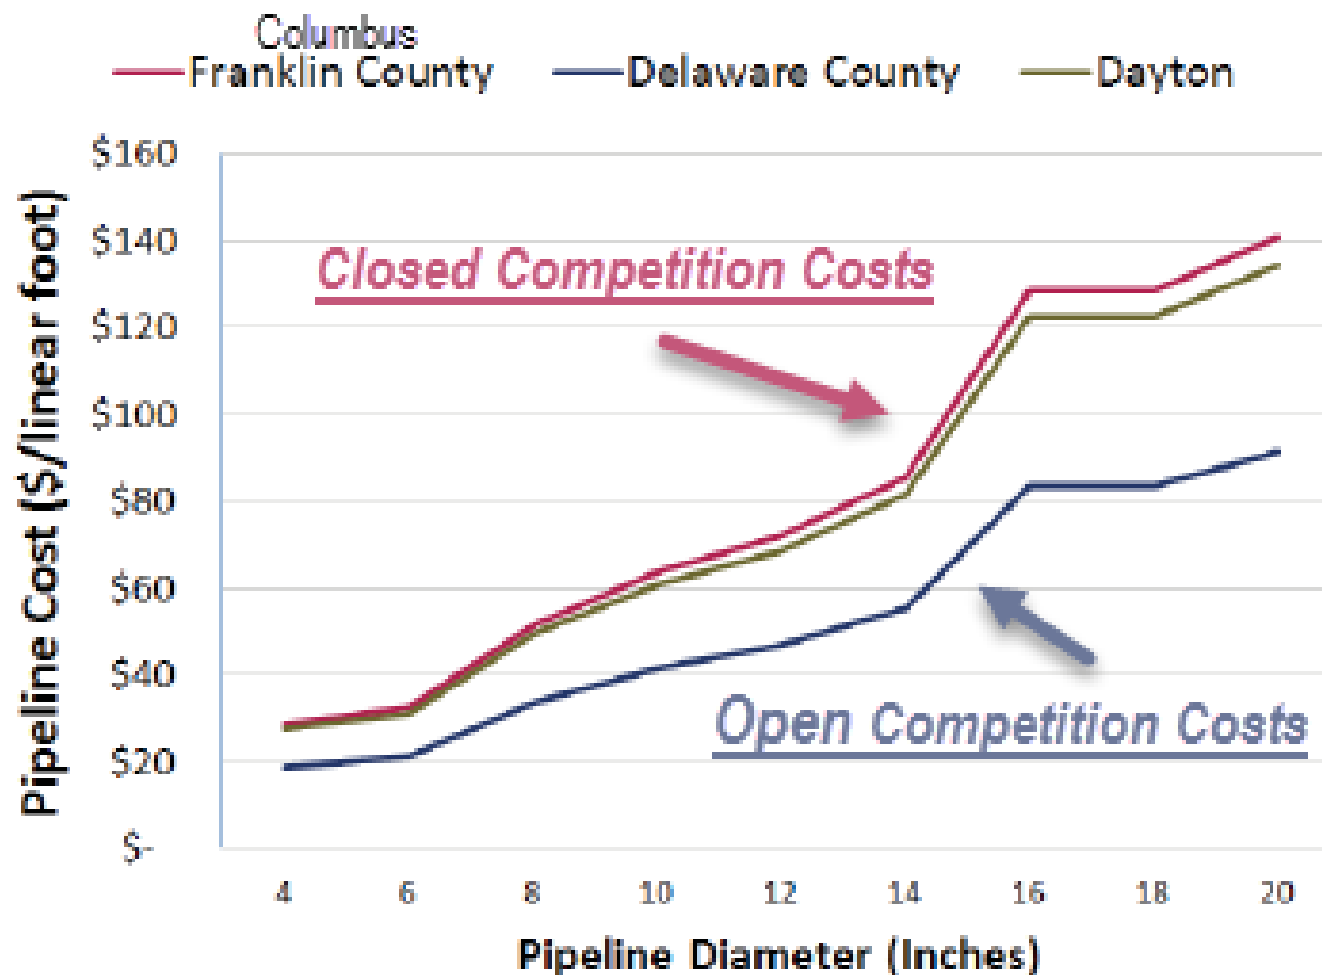 Columbus
Franklin County Delaware County Dayton
$160
$140
$120
$100
$80
$60
$40
$20
$-
Pipeline Cost ($/linear foot)
Closed Competition Costs
Open Competition Costs
4 6 8 10 12 14 16 18 20
Pipeline Diameter (Inches)